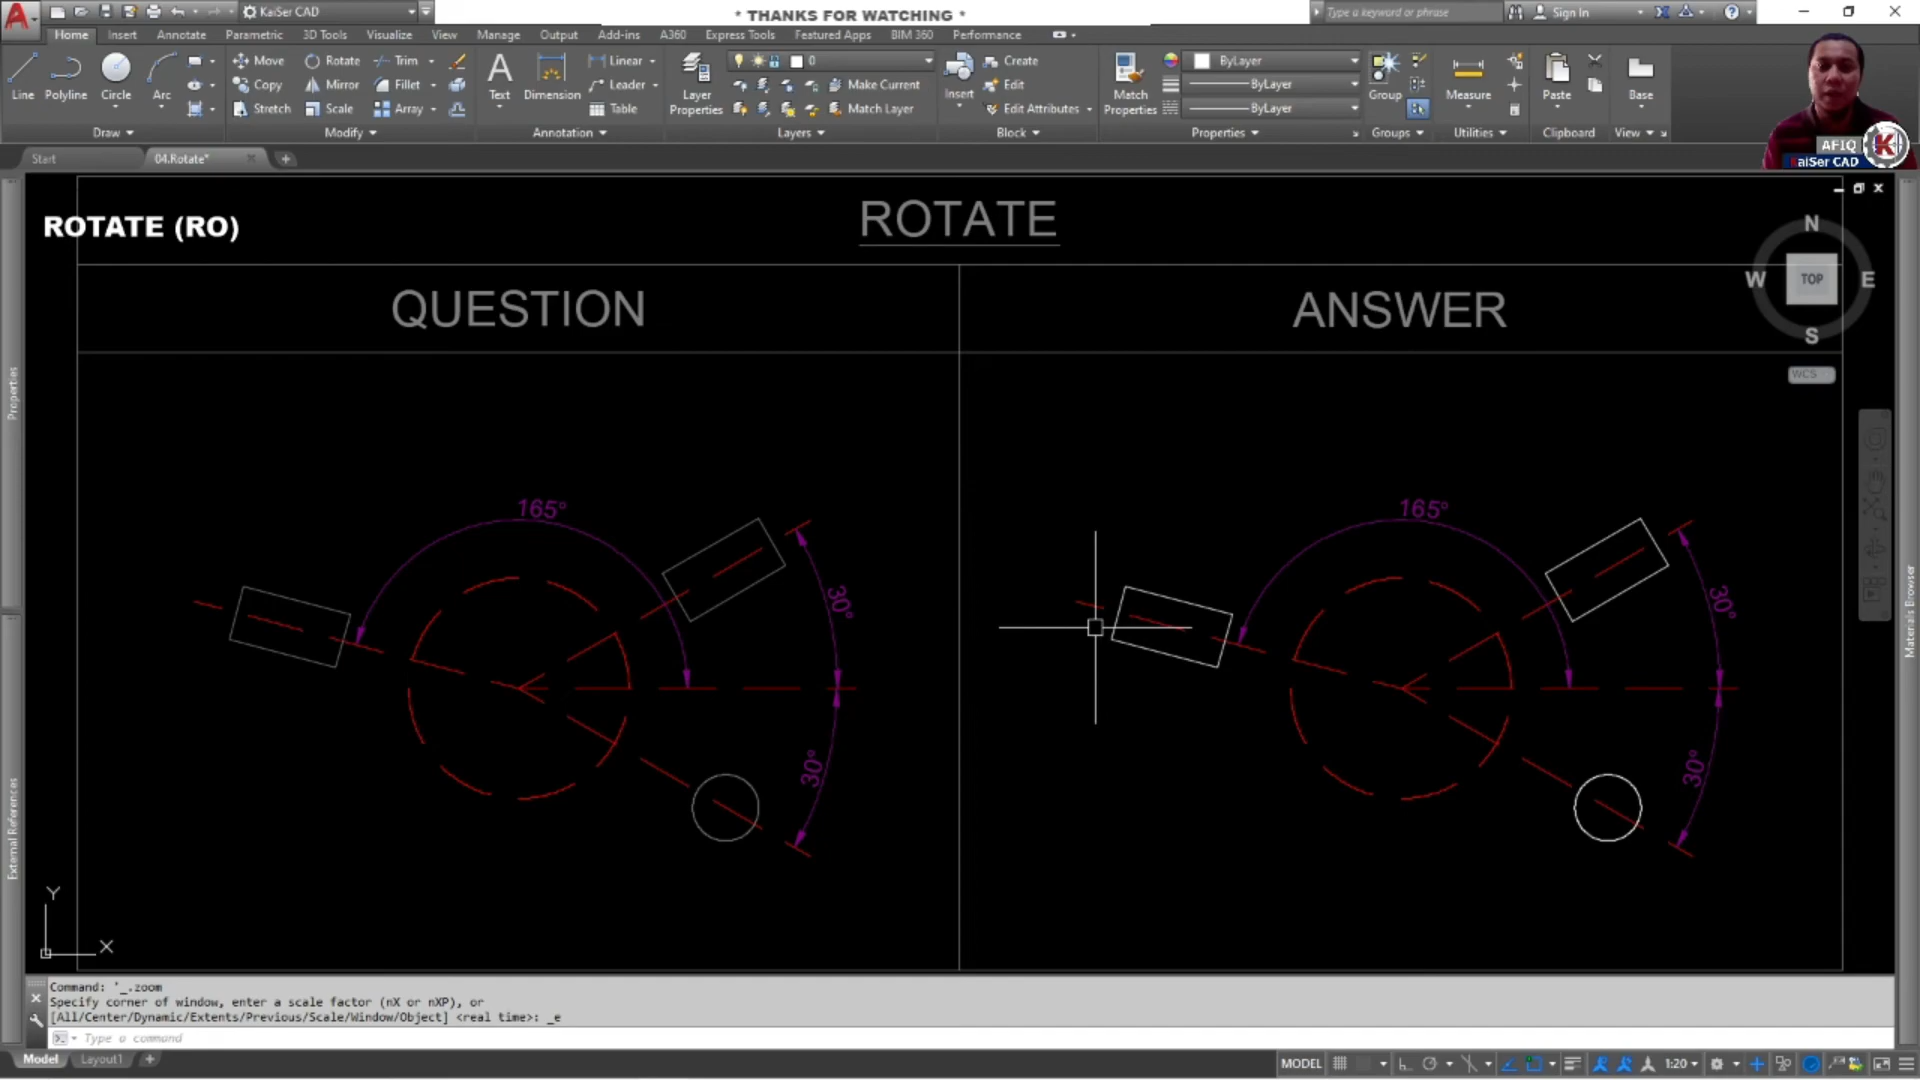 KaiSer CAD
* THANKS FOR WATCHING *
Type a keyword or phrase
Sign In
Home Insert Annotate Parametric 3D Tools Visualize View Manage Output Add-ins A360 Express Tools Featured Apps BIM 360 Performance
Line
Polyline
Circle
Arc
Draw
Move
Copy
Stretch
Rotate
Mirror
Scale
Trim
Fillet
Array
Modify
Text
Dimension
Linear
Leader
Table
Annotation
Layer
Properties
0
Make Current
Match Layer
Layers
Insert
Create
Edit
Edit Attributes
Block
Match
Properties
ByLayer
ByLayer
ByLayer
Properties
Group
Groups
Measure
Utilities
Paste
Clipboard
Base
View
AFIQ
KaiSer CAD
K
Start
04.Rotate*
ROTATE (RO)
ROTATE
QUESTION
ANSWER
N
W
TOP
E
S
WCS
Properties
External References
Materials Browser
165°
30°
30°
165°
30°
30°
Y
X
Command: '_.zoom
Specify corner of window, enter a scale factor (nX or nXP), or
[All/Center/Dynamic/Extents/Previous/Scale/Window/Object] <real time>: _e
Type a command
Model
Layout1
MODEL
1:20